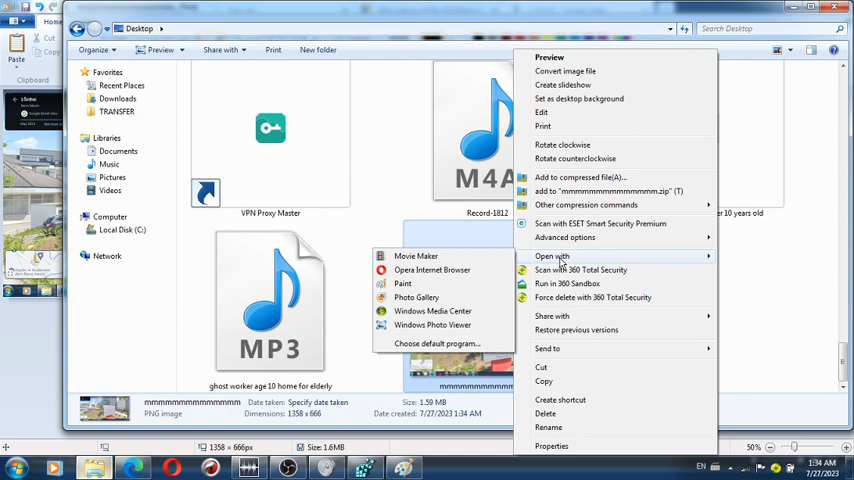 Home
Cut
Co
Paste
Clipboard
Desktop
Search Desktop
Organize
Preview
Share with
Print
New folder
Favorites
Recent Places
Downloads
TRANSFER
Libraries
Documents
Music
Pictures
Videos
Computer
Local Disk (C:)
Network
VPN Proxy Master
M4A
Record-1812
er 10 years old
MP3
ghost worker age 10 home for elderly
Preview
Convert image file
Create slideshow
Set as desktop background
Edit
Print
Rotate clockwise
Rotate counterclockwise
Add to compressed file(A)...
add to "mmmmmmmmmmmmmm.zip" (T)
Other compression commands
Scan with ESET Smart Security Premium
Advanced options
Open with
Scan with 360 Total Security
Run in 360 Sandbox
Force delete with 360 Total Security
Share with
Restore previous versions
Send to
Cut
Copy
Create shortcut
Delete
Rename
Properties
Movie Maker
Opera Internet Browser
Paint
Photo Gallery
Windows Media Center
Windows Photo Viewer
Choose default program...
PNG image
Date taken: Specify date taken
Dimensions: 1358 x 666
1.59 MB
Date created: 7/27/2023 1:34 AM
1358 × 666px
Size: 1.6MB
50%
EN
1:34 AM
7/27/2023